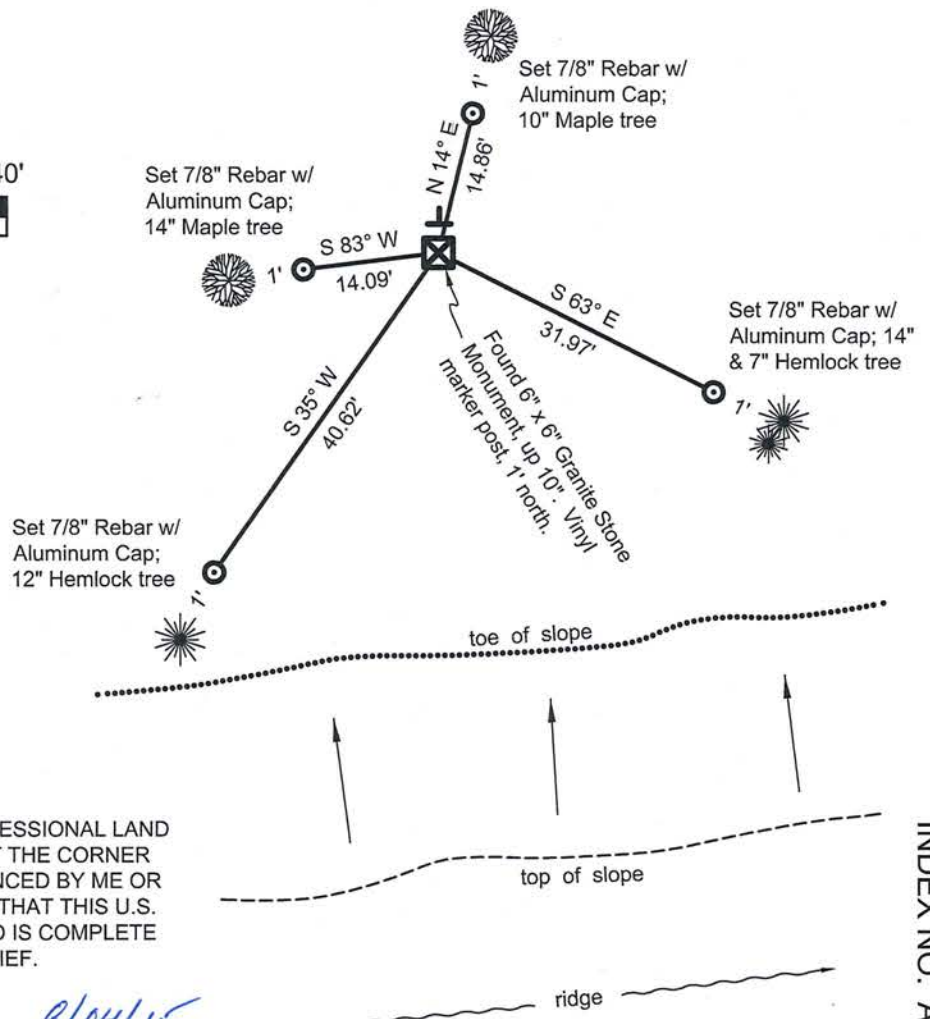 Set 7/8" Rebar w/
Aluminum Cap;
10" Maple tree
1'
N 14° E
14.86'
0'
Set 7/8" Rebar w/
Aluminum Cap;
14" Maple tree
1'
S 83° W
14.09'
S 63° E
31.97'
Set 7/8" Rebar w/
Aluminum Cap; 14"
& 7" Hemlock tree
1'
Found 6" x 6" Granite Stone
Monument, up 10". Vinyl
marker post, 1' north.
S 35° W
40.62'
Set 7/8" Rebar w/
Aluminum Cap;
12" Hemlock tree
1'
toe of slope
top of slope
ridge
ESSIONAL LAND
THE CORNER
NCED BY ME OR
THAT THIS U.S.
IS COMPLETE
IEF.
INDEX NO. A